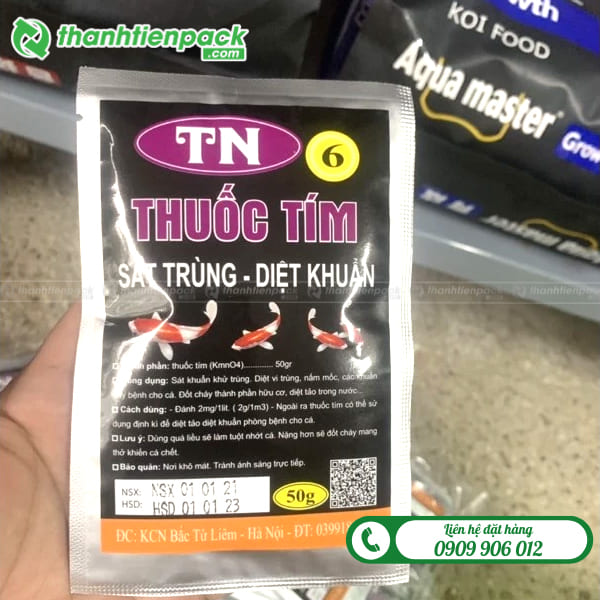 thanhtienpack.com
wth
KOI FOOD
Aqua master
Grow
TN
6
THUỐC TÍM
SÁT TRÙNG - DIỆT KHUẨN
thanhtienpack
phần: thuốc tím (KmnO4).............. 50gr
dụng: Sát khuẩn khử trùng. Diệt vi trùng, nấm mốc, các khuẩn
bệnh cho cá. Đốt cháy thành phần hữu cơ, diệt tảo trong nước...
Cách dùng: - Đánh 2mg/1lit. ( 2g/1m3) - Ngoài ra thuốc tím có thể sử
dụng định kì để diệt tảo diệt khuẩn phòng bệnh cho cá.
Lưu ý: Dùng quá liều sẽ làm tuột nhớt cá. Nặng hơn sẽ đốt cháy mang
thở khiến cá chết.
Bảo quản: Nơi khô mát. Tránh ánh sáng trực tiếp.
NSX: NSX 01 01 21
HSD: HSD 01 01 23
50g
ĐC: KCN Bắc Từ Liêm - Hà Nội - ĐT: 03991
Liên hệ đặt hàng
0909 906 012